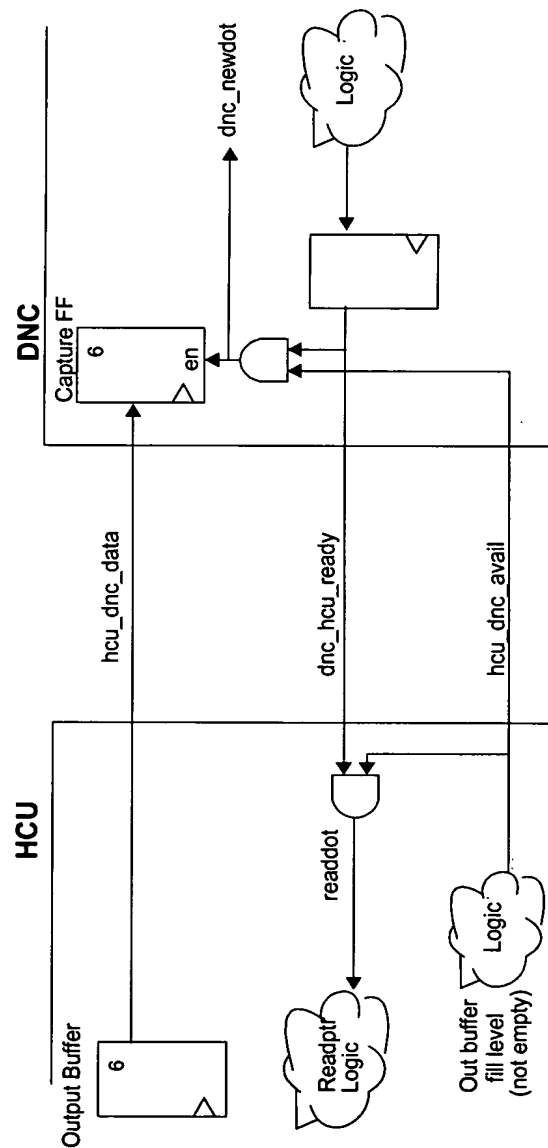 HCU
DNC
Output Buffer
6
hcu_dnc_data
Capture FF
6
en
dnc_newdot
Readptr
Logic
readdot
dnc_hcu_ready
Logic
Out buffer
fill level
(not empty)
Logic
hcu_dnc_avail